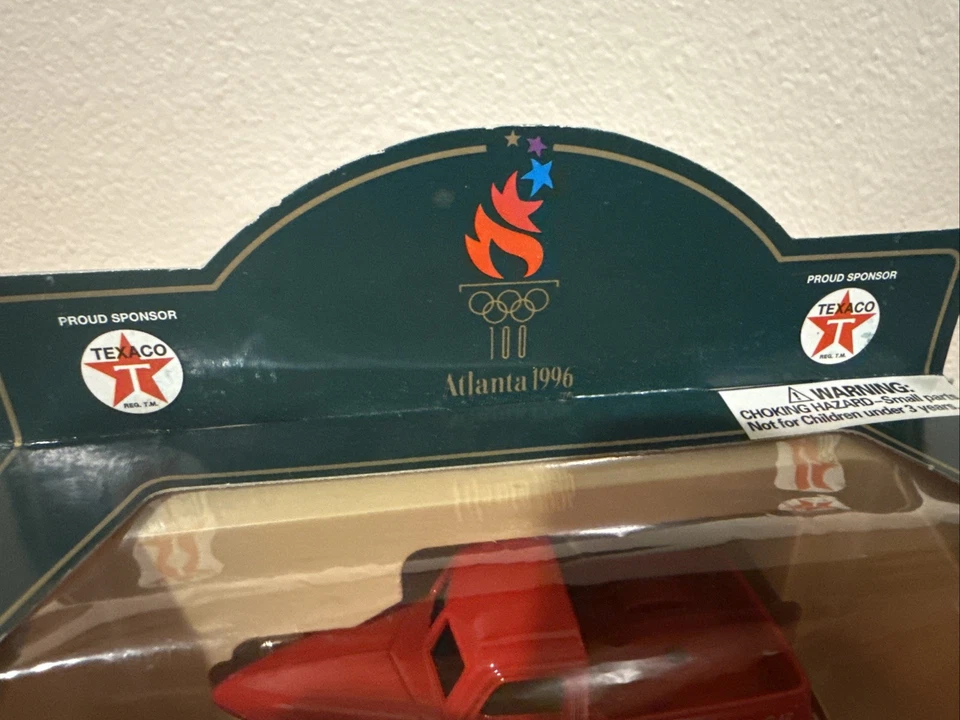 PROUD SPONSOR
TEXACO
T
REG. T.M.
100
Atlanta 1996
PROUD SPONSOR
TEXACO
T
REG. T.M.
WARNING:
CHOKING HAZARD–Small parts
Not for Children under 3 years